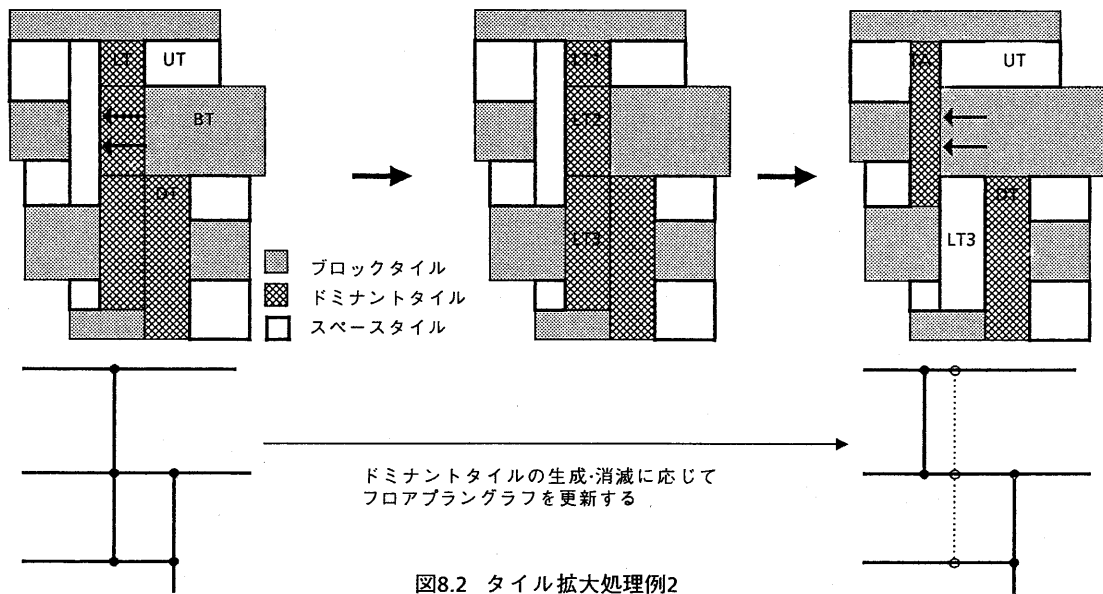 LT
UT
BT
DT
LT1
LT2
LT3
UT
DT
LT3
ブロックタイル
ドミナントタイル
スペースタイル
ドミナントタイルの生成·消滅に応じて
フロアプラングラフを更新する
図8.2 タイル拡大処理例2